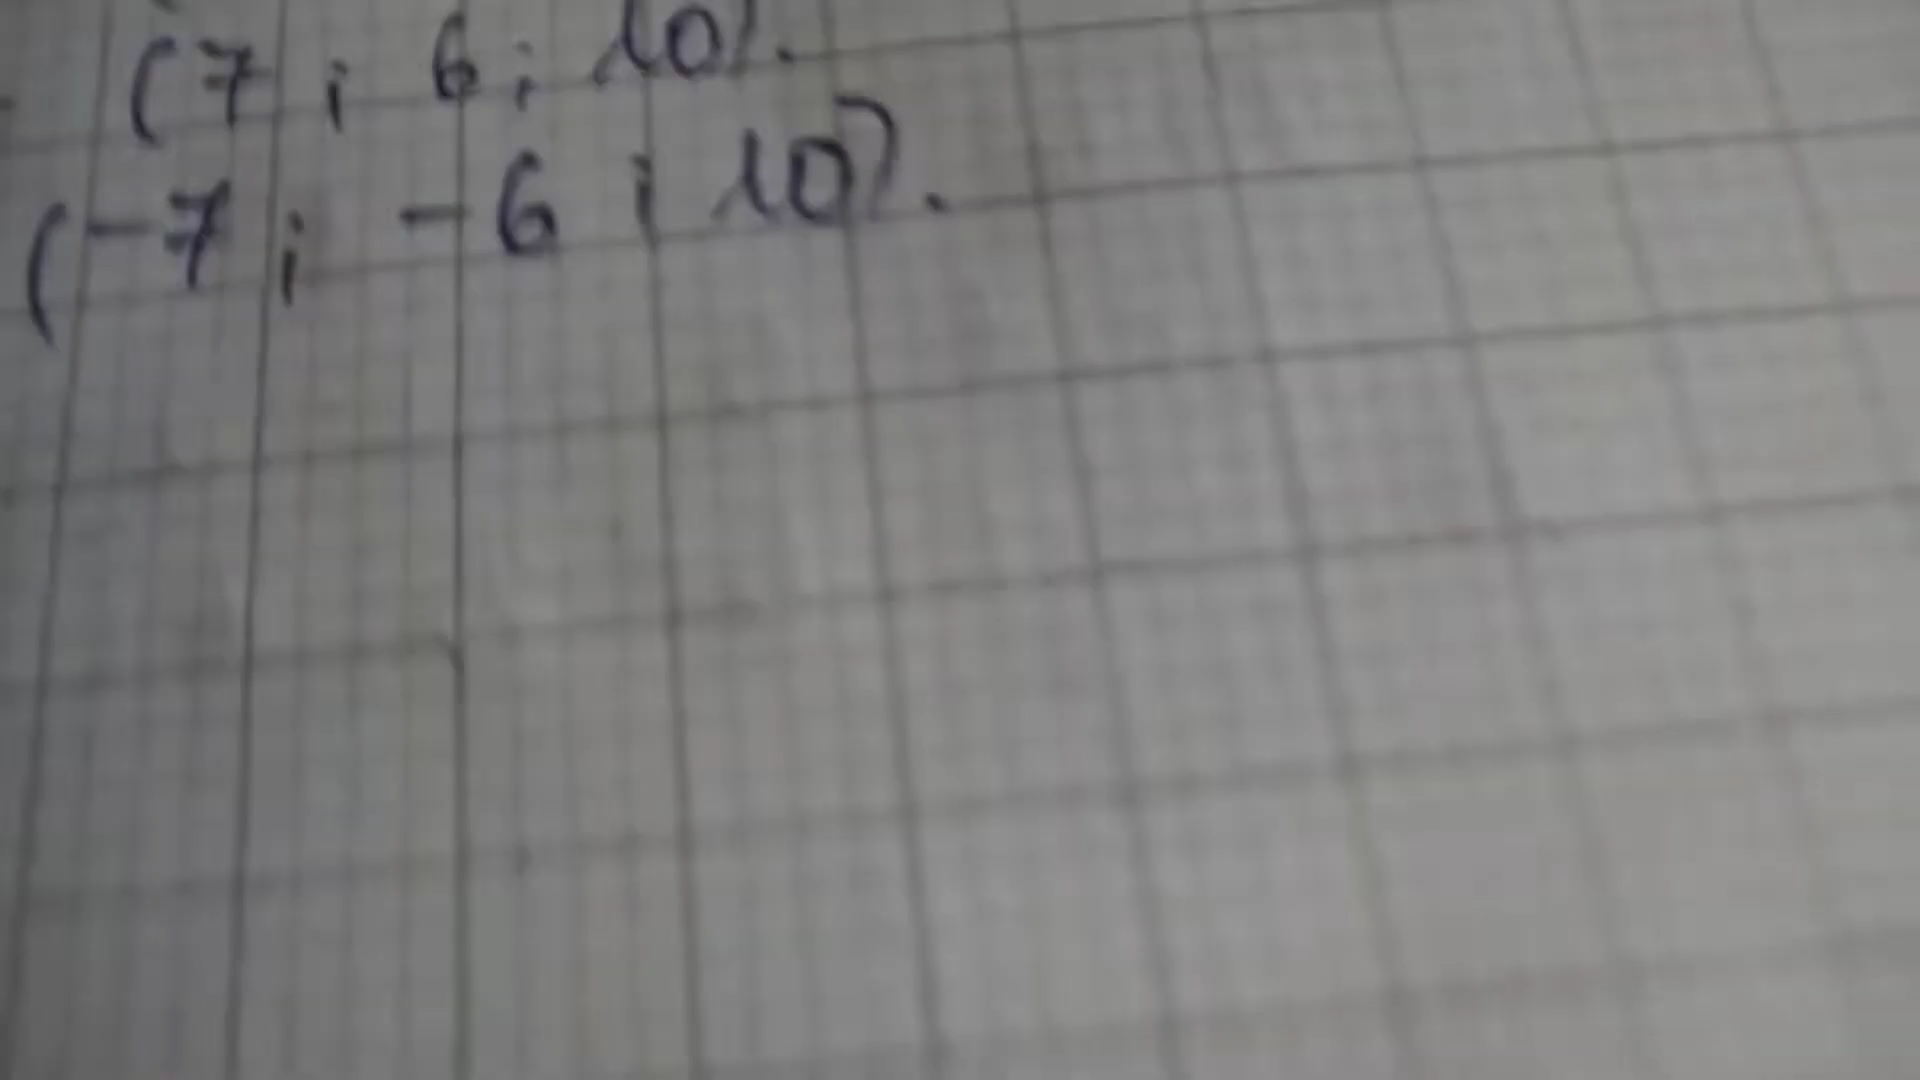 (7 ; 6 ; 10).
(-7 ; -6 ; 10).